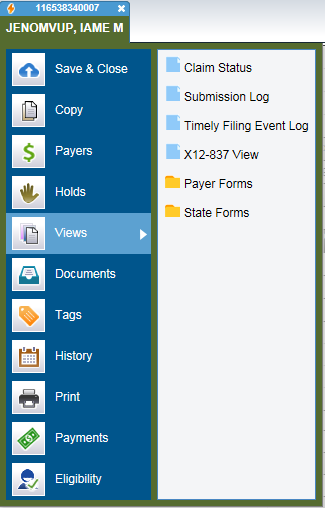 116538340007
JENOMVUP, IAME M
Save & Close
Copy
Payers
Holds
Views
Documents
Tags
History
Print
Payments
Eligibility
Claim Status
Submission Log
Timely Filing Event Log
X12-837 View
Payer Forms
State Forms